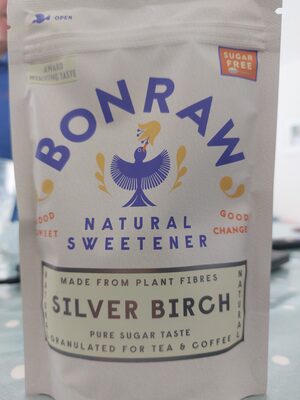 OPEN
AWARD
WINNING TASTE
SUGAR
FREE
BONRAW
GOOD
SWEET
GOOD
CHANGE
NATURAL
SWEETENER
MADE FROM PLANT FIBRES
NATURAL
SILVER BIRCH
NATURAL
PURE SUGAR TASTE
GRANULATED FOR TEA & COFFEE